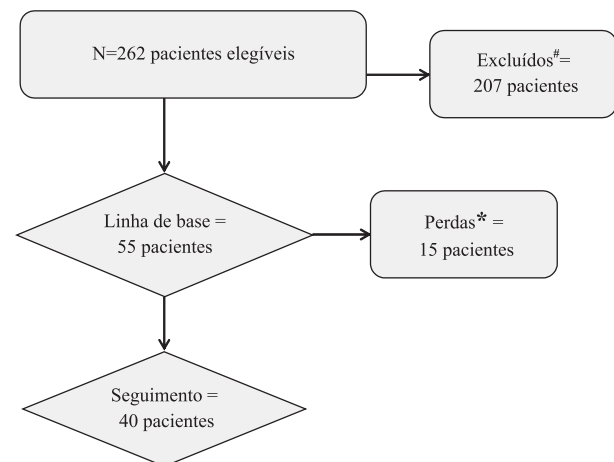 N=262 pacientes elegíveis
Excluídos#=
207 pacientes
Linha de base =
55 pacientes
Perdas* =
15 pacientes
Seguimento =
40 pacientes